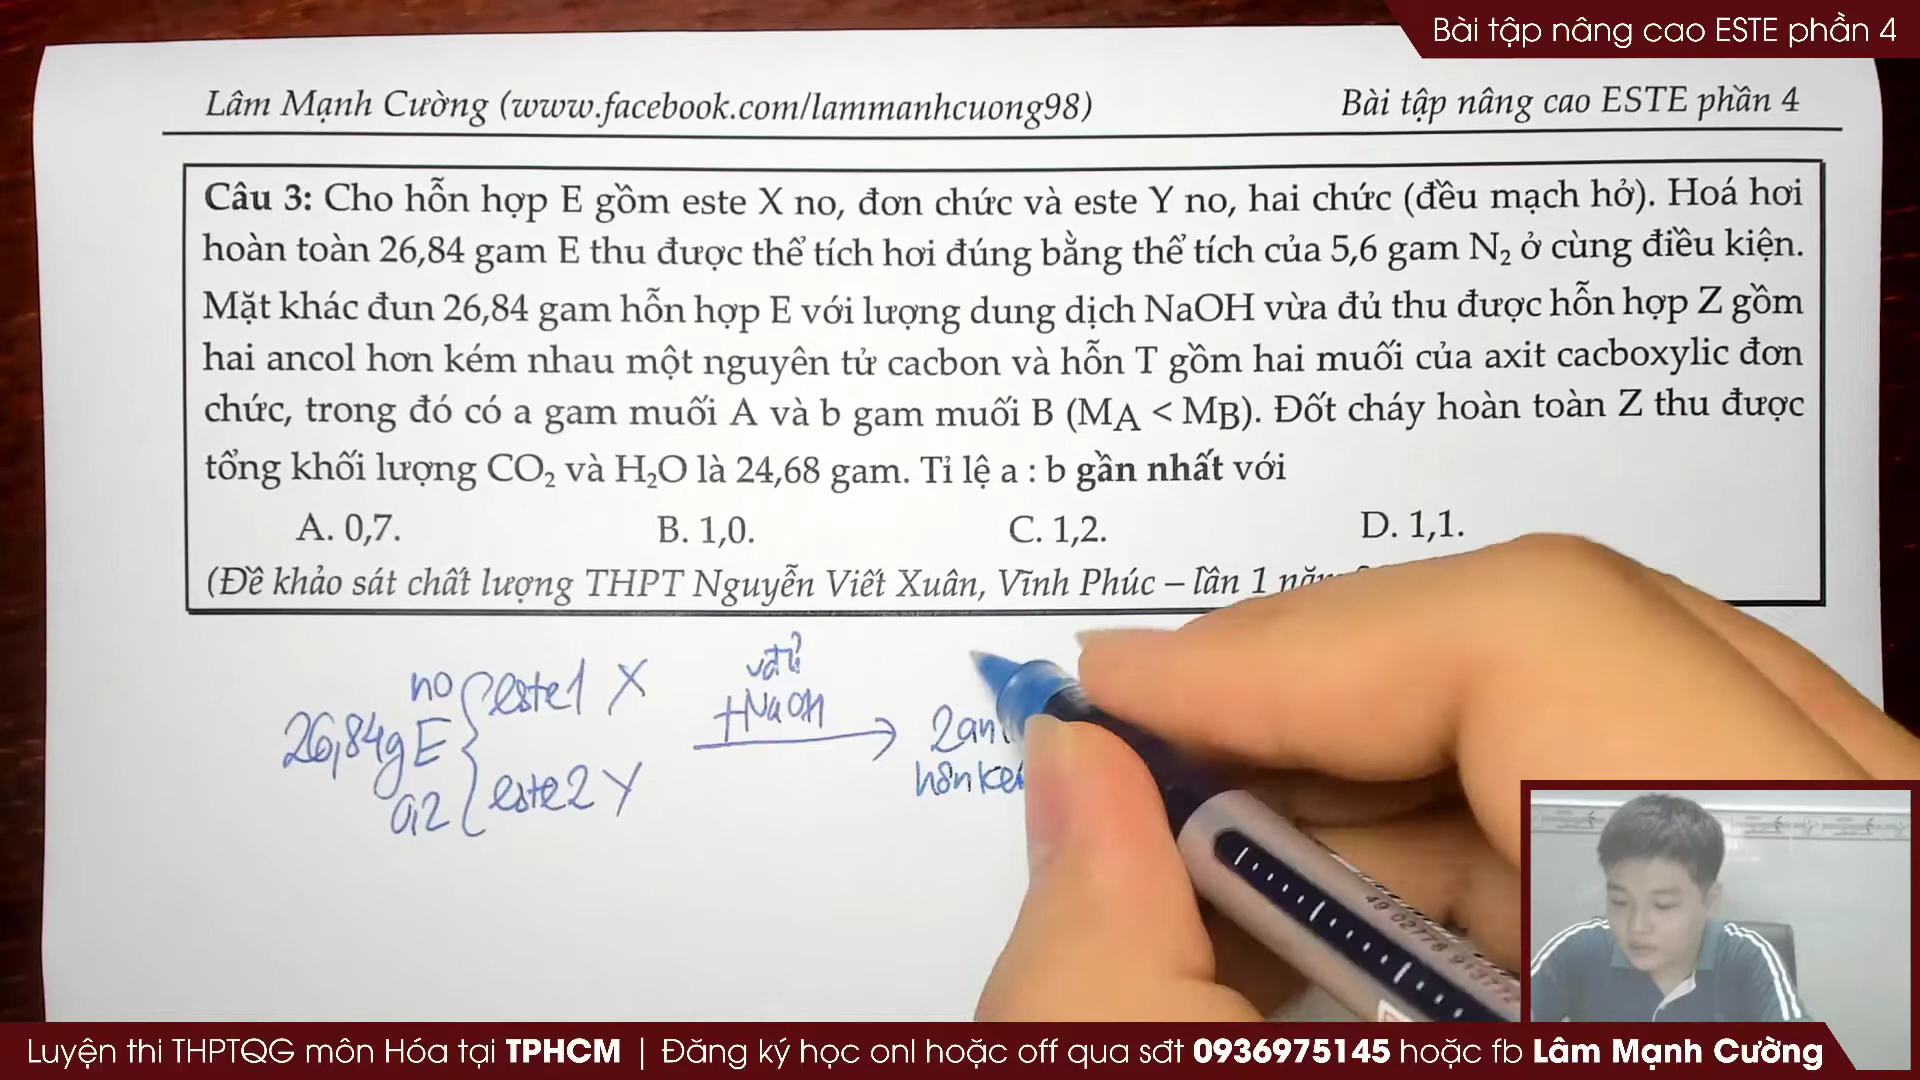 Bài tập nâng cao ESTE phần 4
Lâm Mạnh Cường (www.facebook.com/lammanhcuong98)
Bài tập nâng cao ESTE phần 4
Câu 3: Cho hỗn hợp E gồm este X no, đơn chức và este Y no, hai chức (đều mạch hở). Hoá hơi
hoàn toàn 26,84 gam E thu được thể tích hơi đúng bằng thể tích của 5,6 gam N₂ ở cùng điều kiện.
Mặt khác đun 26,84 gam hỗn hợp E với lượng dung dịch NaOH vừa đủ thu được hỗn hợp Z gồm
hai ancol hơn kém nhau một nguyên tử cacbon và hỗn T gồm hai muối của axit cacboxylic đơn
chức, trong đó có a gam muối A và b gam muối B (MA < MB). Đốt cháy hoàn toàn Z thu được
tổng khối lượng CO₂ và H₂O là 24,68 gam. Tỉ lệ a : b gần nhất với
A. 0,7. B. 1,0. C. 1,2. D. 1,1.
(Đề khảo sát chất lượng THPT Nguyễn Viết Xuân, Vĩnh Phúc – lần 1
no este1 X
vđủ
+NaOH
26,84g E
2an
hơn ké
0,2 este2 Y
49 02778 913772
Luyện thi THPTQG môn Hóa tại TPHCM | Đăng ký học onl hoặc off qua sđt 0936975145 hoặc fb Lâm Mạnh Cường